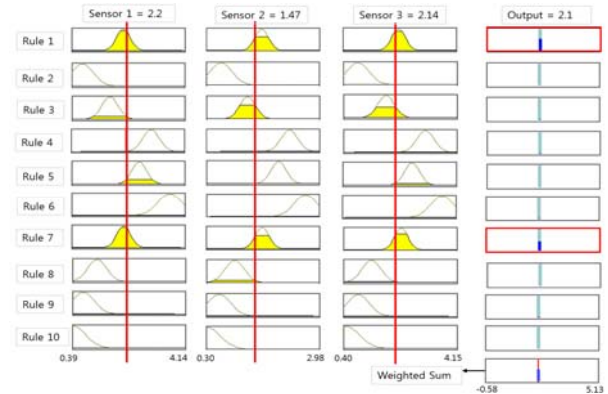 Sensor 1 = 2.2
Sensor 2 = 1.47
Sensor 3 = 2.14
Output = 2.1
Rule 1
Rule 2
Rule 3
Rule 4
Rule 5
Rule 6
Rule 7
Rule 8
Rule 9
Rule 10
0.39 4.14
0.30 2.98
0.40 4.15
Weighted Sum
-0.58 5.13